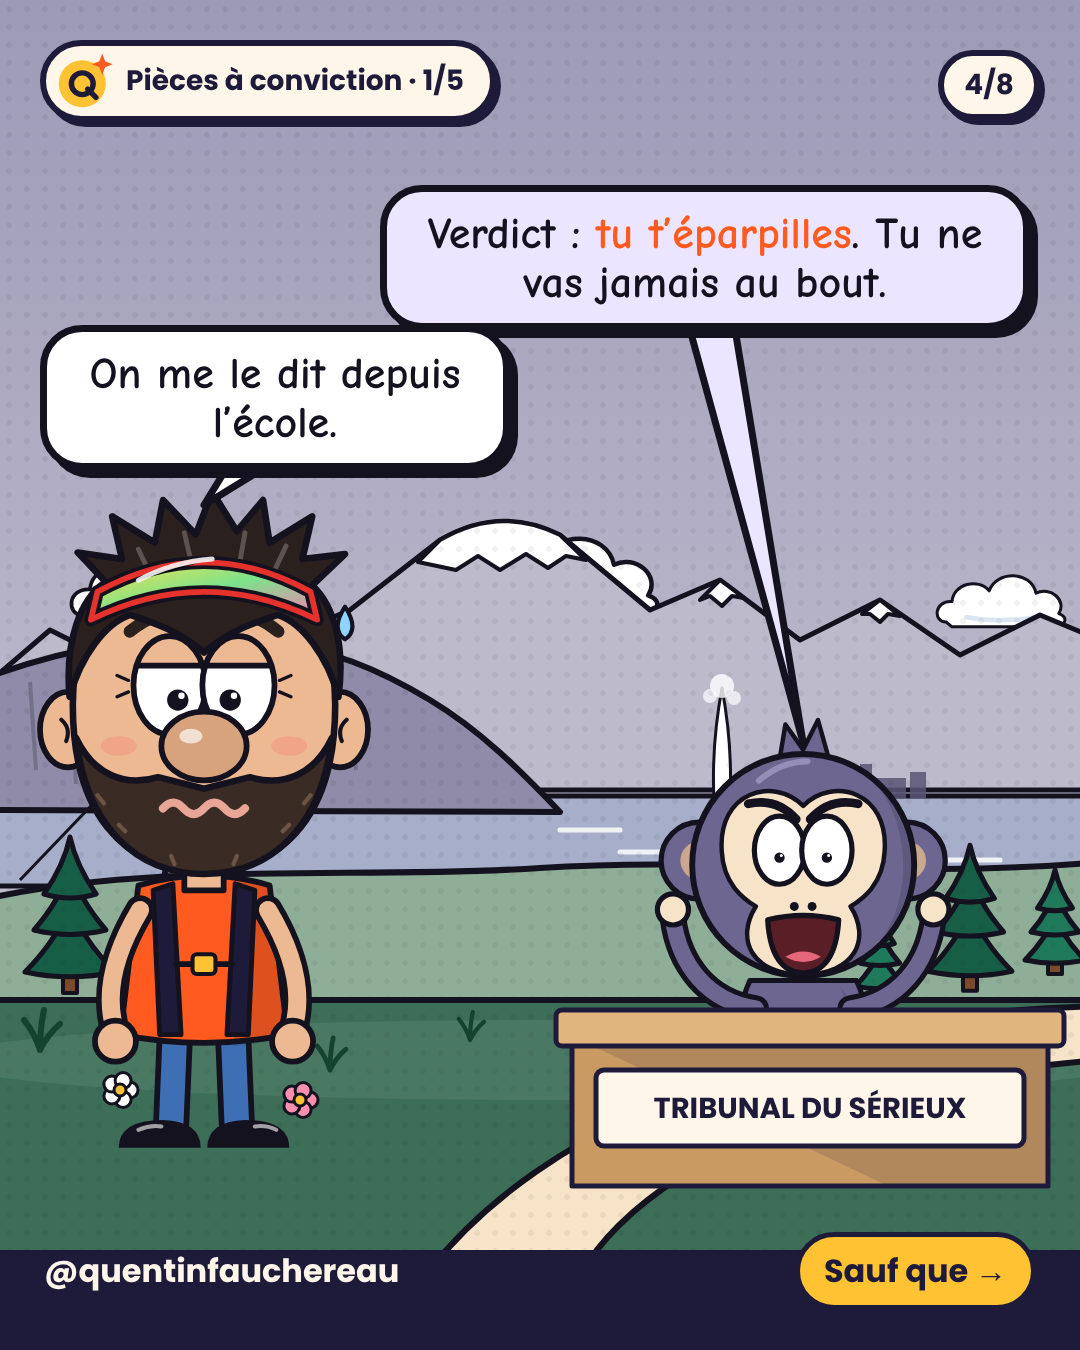 Q
Pièces à conviction · 1/5
4/8
Verdict : tu t'éparpilles. Tu ne
vas jamais au bout.
On me le dit depuis
l'école.
TRIBUNAL DU SÉRIEUX
@quentinfauchereau
Sauf que →